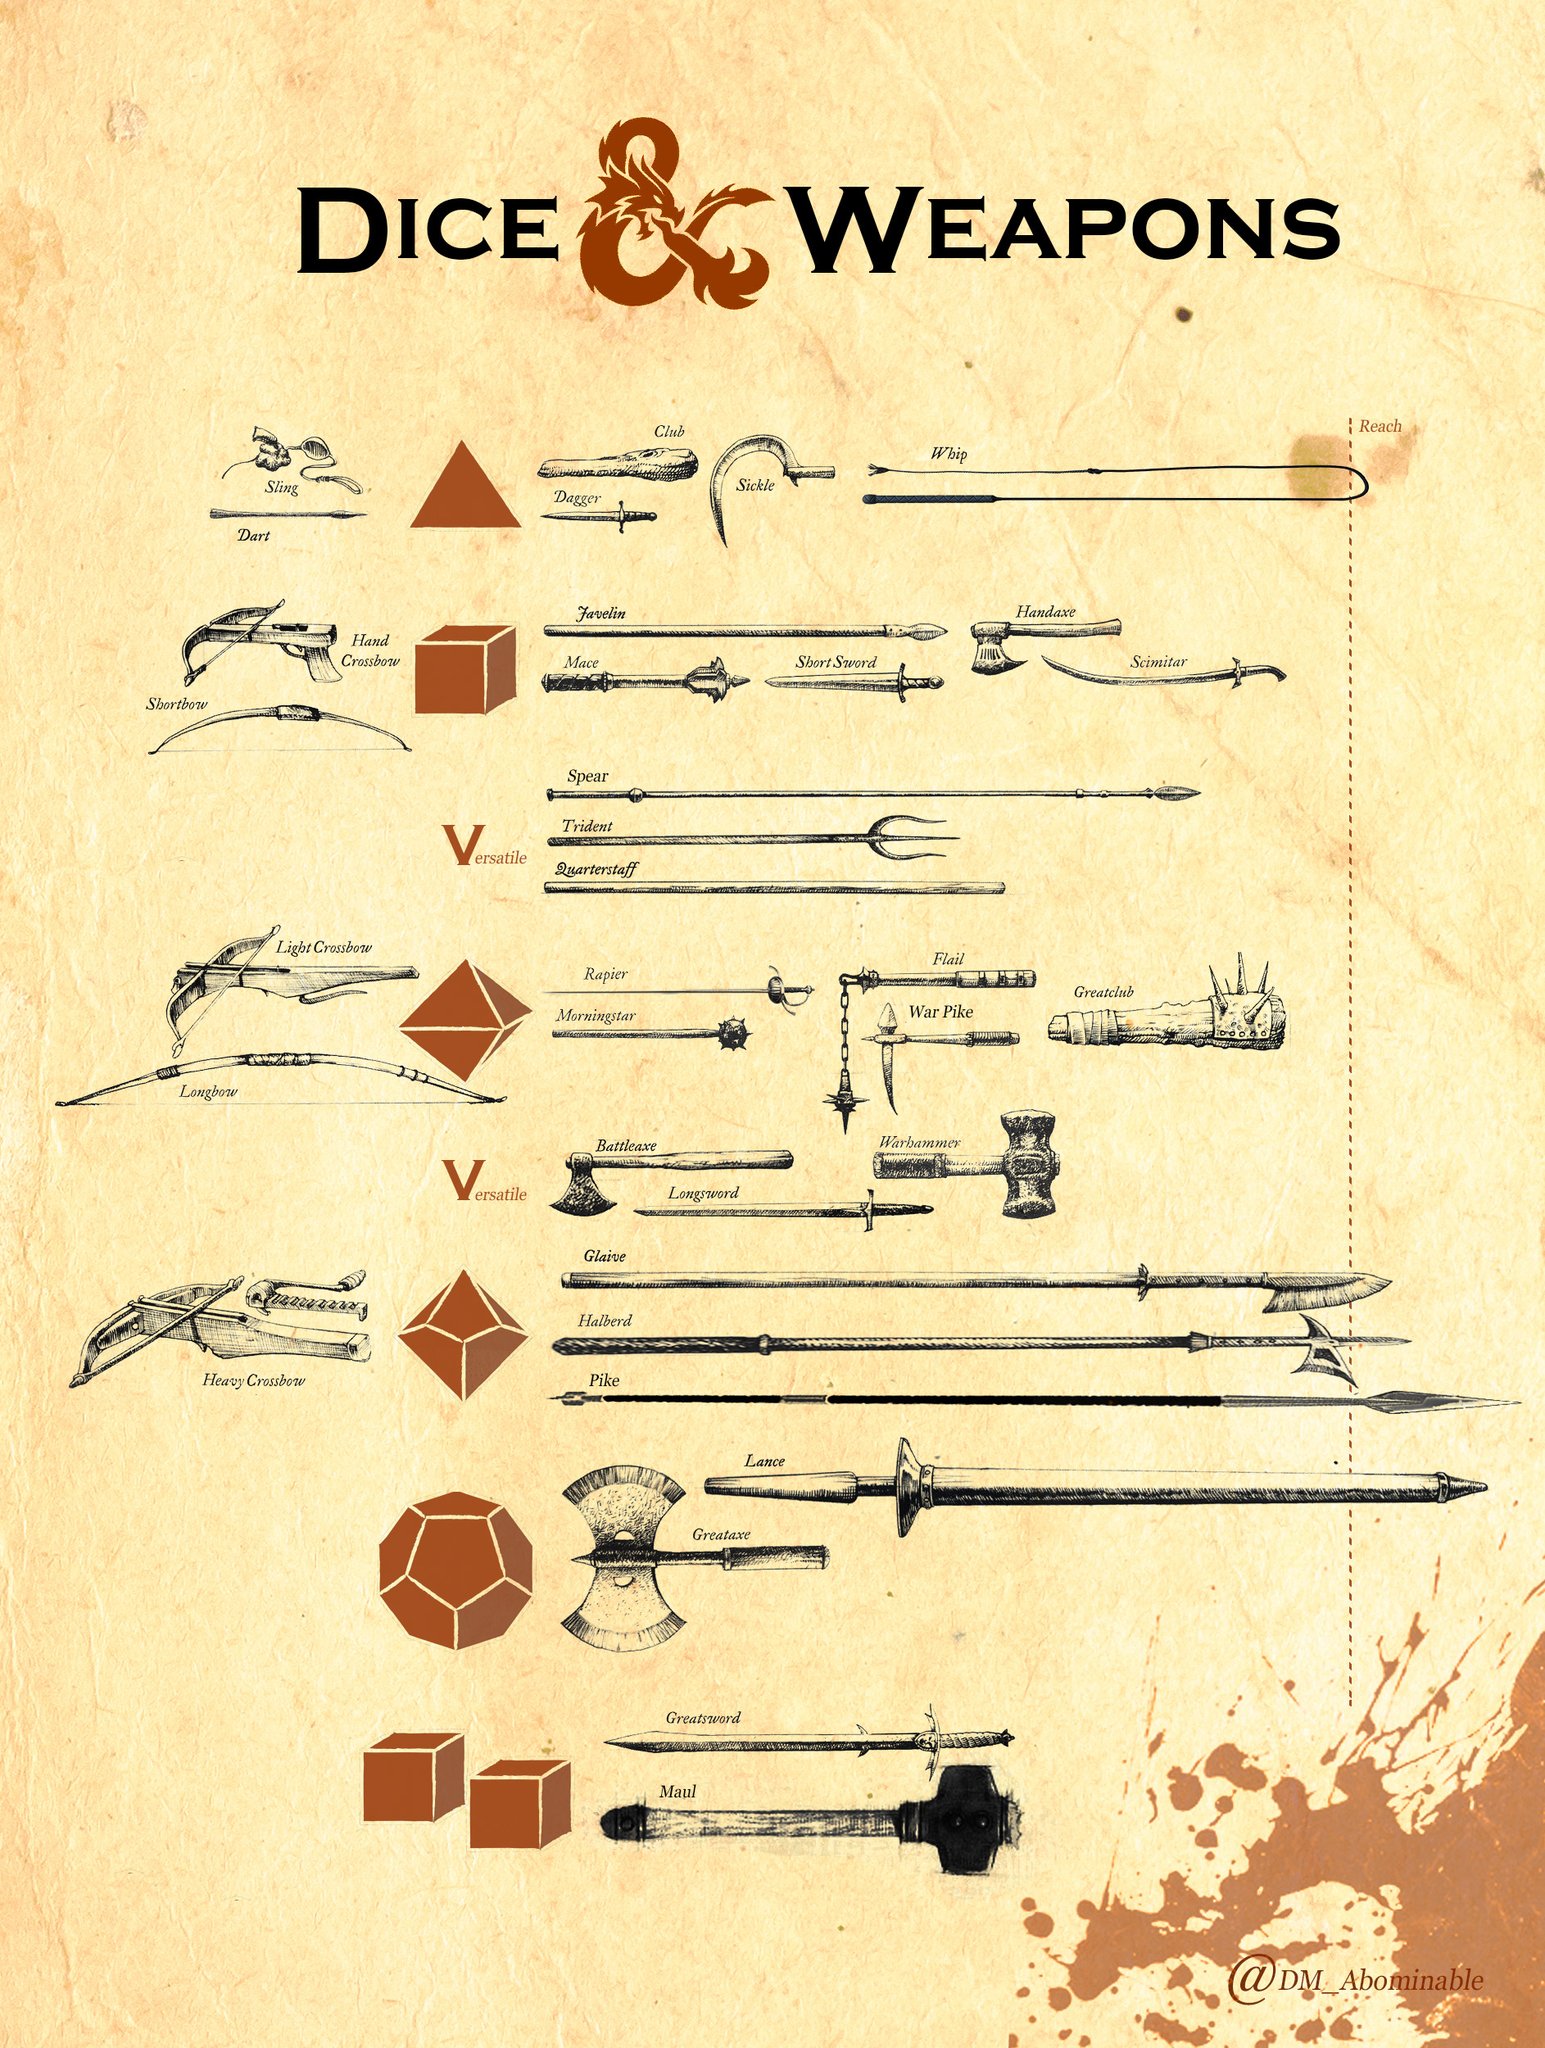 DICE & WEAPONS
Reach
Sling
Dart
Club
Dagger
Sickle
Whip
Hand
Crossbow
Shortbow
Javelin
Mace
Short Sword
Handaxe
Scimitar
Versatile
Spear
Trident
Quarterstaff
Light Crossbow
Longbow
Rapier
Morningstar
Flail
War Pike
Greatclub
Versatile
Battleaxe
Longsword
Warhammer
Heavy Crossbow
Glaive
Halberd
Pike
Lance
Greataxe
Greatsword
Maul
@DM_Abominable